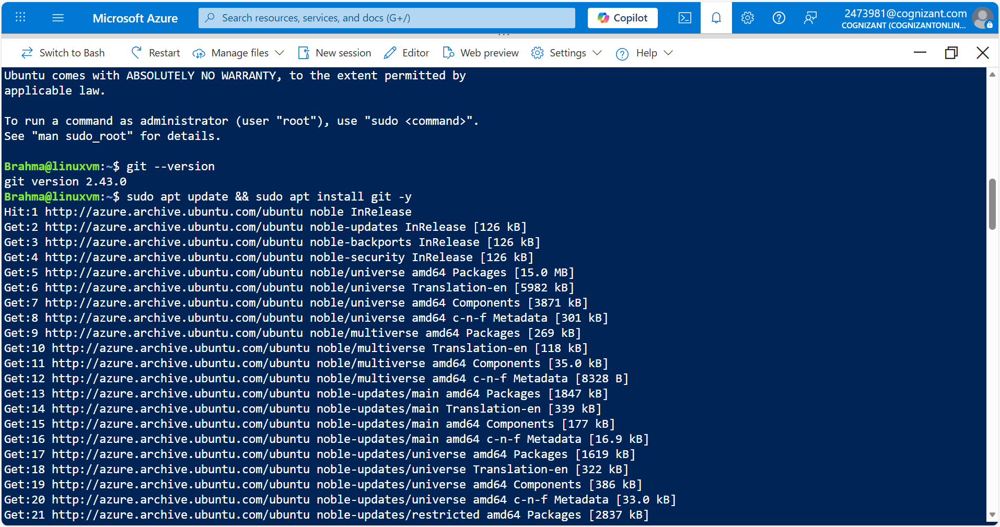 Microsoft Azure
Search resources, services, and docs (G+/)
Copilot
2473981@cognizant.com
COGNIZANT (COGNIZANTONLIN...
Switch to Bash
Restart
Manage files
New session
Editor
Web preview
Settings
Help
Ubuntu comes with ABSOLUTELY NO WARRANTY, to the extent permitted by
applicable law.
To run a command as administrator (user "root"), use "sudo <command>".
See "man sudo_root" for details.
Brahma@linuxvm:~$ git --version
git version 2.43.0
Brahma@linuxvm:~$ sudo apt update && sudo apt install git -y
Hit:1 http://azure.archive.ubuntu.com/ubuntu noble InRelease
Get:2 http://azure.archive.ubuntu.com/ubuntu noble-updates InRelease [126 kB]
Get:3 http://azure.archive.ubuntu.com/ubuntu noble-backports InRelease [126 kB]
Get:4 http://azure.archive.ubuntu.com/ubuntu noble-security InRelease [126 kB]
Get:5 http://azure.archive.ubuntu.com/ubuntu noble/universe amd64 Packages [15.0 MB]
Get:6 http://azure.archive.ubuntu.com/ubuntu noble/universe Translation-en [5982 kB]
Get:7 http://azure.archive.ubuntu.com/ubuntu noble/universe amd64 Components [3871 kB]
Get:8 http://azure.archive.ubuntu.com/ubuntu noble/universe amd64 c-n-f Metadata [301 kB]
Get:9 http://azure.archive.ubuntu.com/ubuntu noble/multiverse amd64 Packages [269 kB]
Get:10 http://azure.archive.ubuntu.com/ubuntu noble/multiverse Translation-en [118 kB]
Get:11 http://azure.archive.ubuntu.com/ubuntu noble/multiverse amd64 Components [35.0 kB]
Get:12 http://azure.archive.ubuntu.com/ubuntu noble/multiverse amd64 c-n-f Metadata [8328 B]
Get:13 http://azure.archive.ubuntu.com/ubuntu noble-updates/main amd64 Packages [1847 kB]
Get:14 http://azure.archive.ubuntu.com/ubuntu noble-updates/main Translation-en [339 kB]
Get:15 http://azure.archive.ubuntu.com/ubuntu noble-updates/main amd64 Components [177 kB]
Get:16 http://azure.archive.ubuntu.com/ubuntu noble-updates/main amd64 c-n-f Metadata [16.9 kB]
Get:17 http://azure.archive.ubuntu.com/ubuntu noble-updates/universe amd64 Packages [1619 kB]
Get:18 http://azure.archive.ubuntu.com/ubuntu noble-updates/universe Translation-en [322 kB]
Get:19 http://azure.archive.ubuntu.com/ubuntu noble-updates/universe amd64 Components [386 kB]
Get:20 http://azure.archive.ubuntu.com/ubuntu noble-updates/universe amd64 c-n-f Metadata [33.0 kB]
Get:21 http://azure.archive.ubuntu.com/ubuntu noble-updates/restricted amd64 Packages [2837 kB]